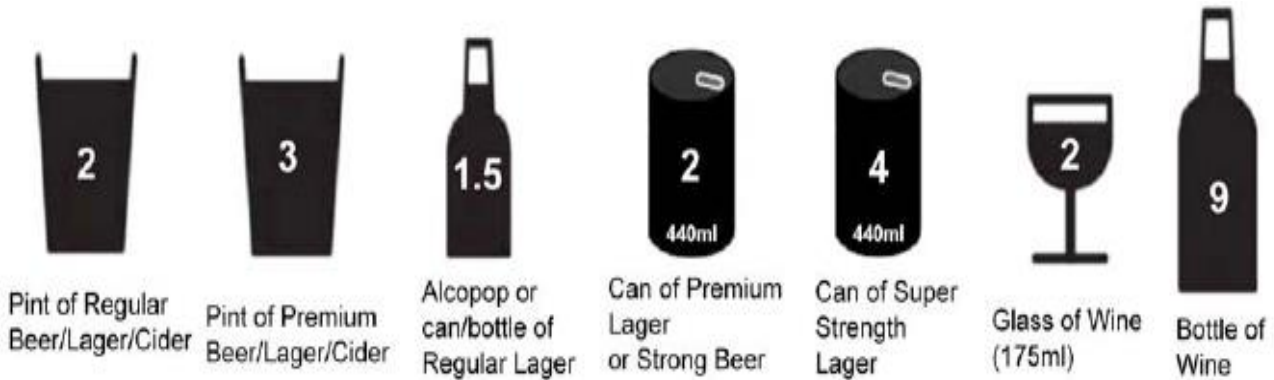 2
Pint of Regular
Beer/Lager/Cider
3
Pint of Premium
Beer/Lager/Cider
1.5
Alcopop or
can/bottle of
Regular Lager
2
440ml
Can of Premium
Lager
or Strong Beer
4
440ml
Can of Super
Strength
Lager
2
Glass of Wine
(175ml)
9
Bottle of
Wine